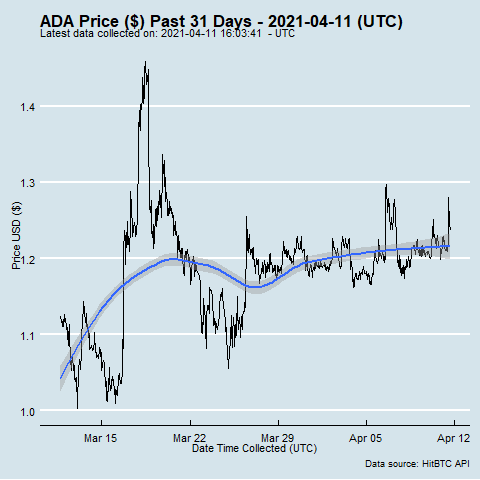 ADA Price ($) Past 31 Days - 2021-04-11 (UTC)
Latest data collected on: 2021-04-11 16:03:41 - UTC
Price USD ($)
1.4
1.3
1.2
1.1
1.0
Mar 15
Mar 22
Mar 29
Apr 05
Apr 12
Date Time Collected (UTC)
Data source: HitBTC API